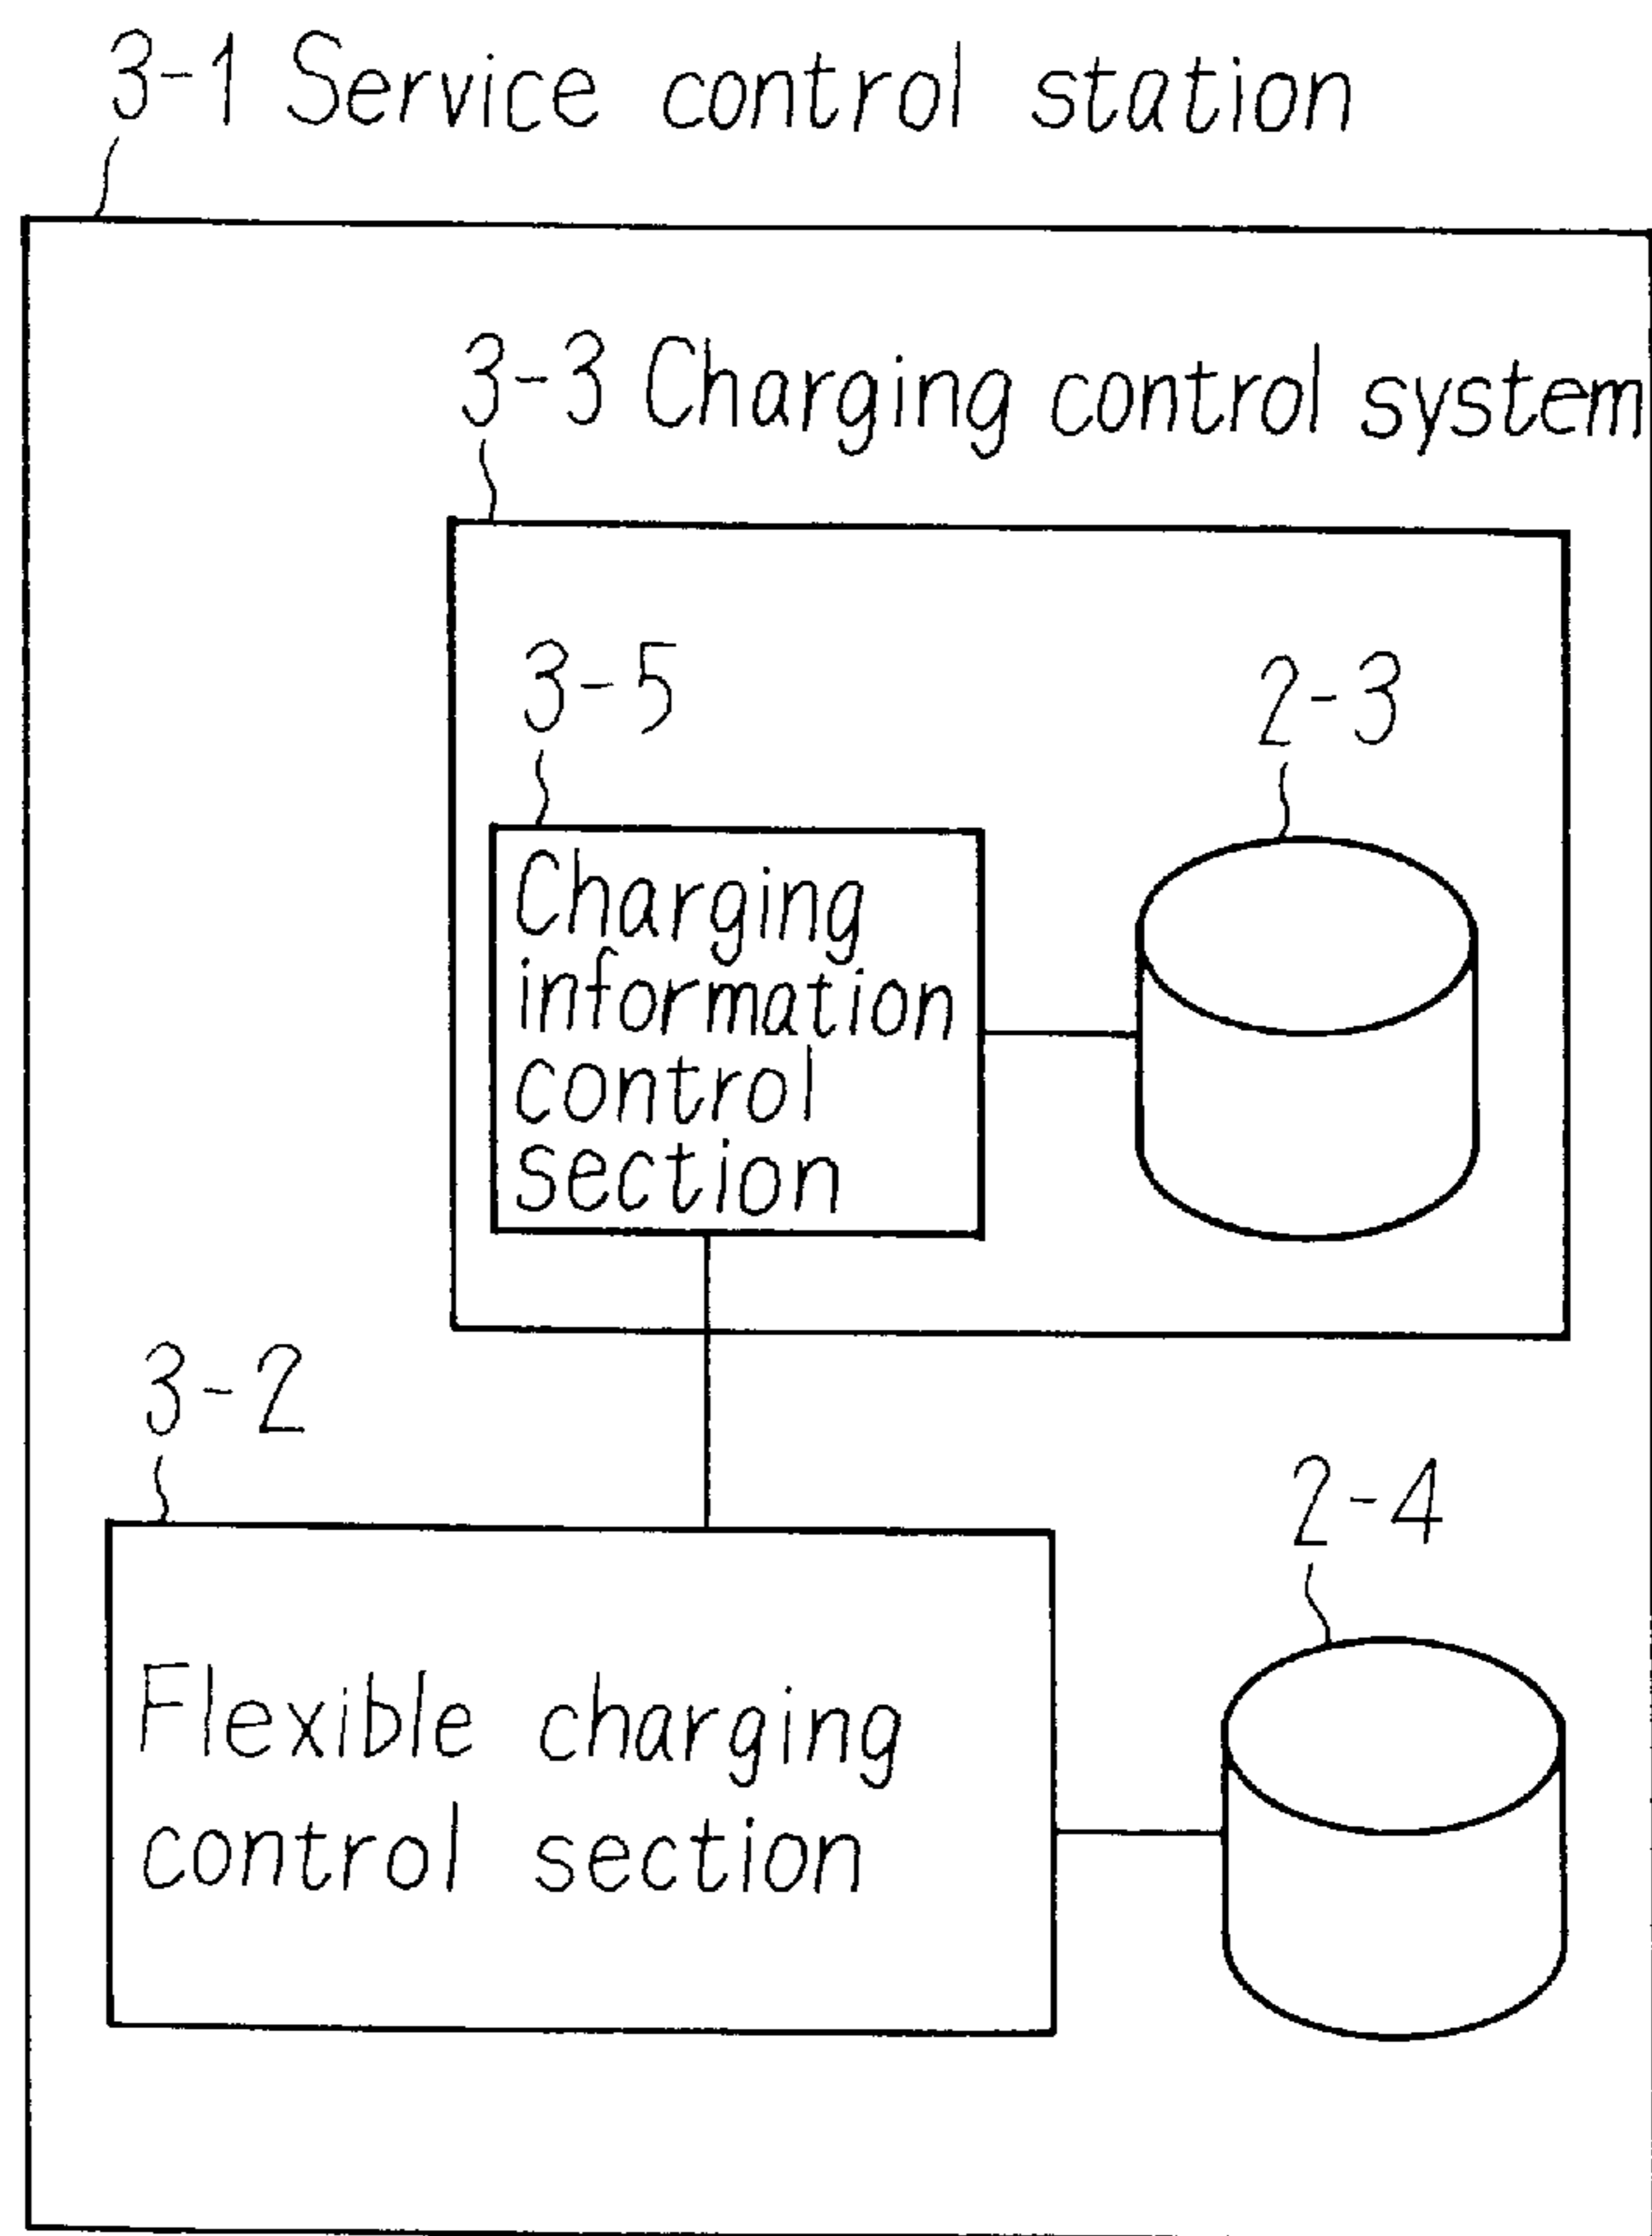 3-1 Service control station
3-3 Charging control system
3-5
2-3
Charging
information
control
section
3-2
2-4
Flexible charging
control section